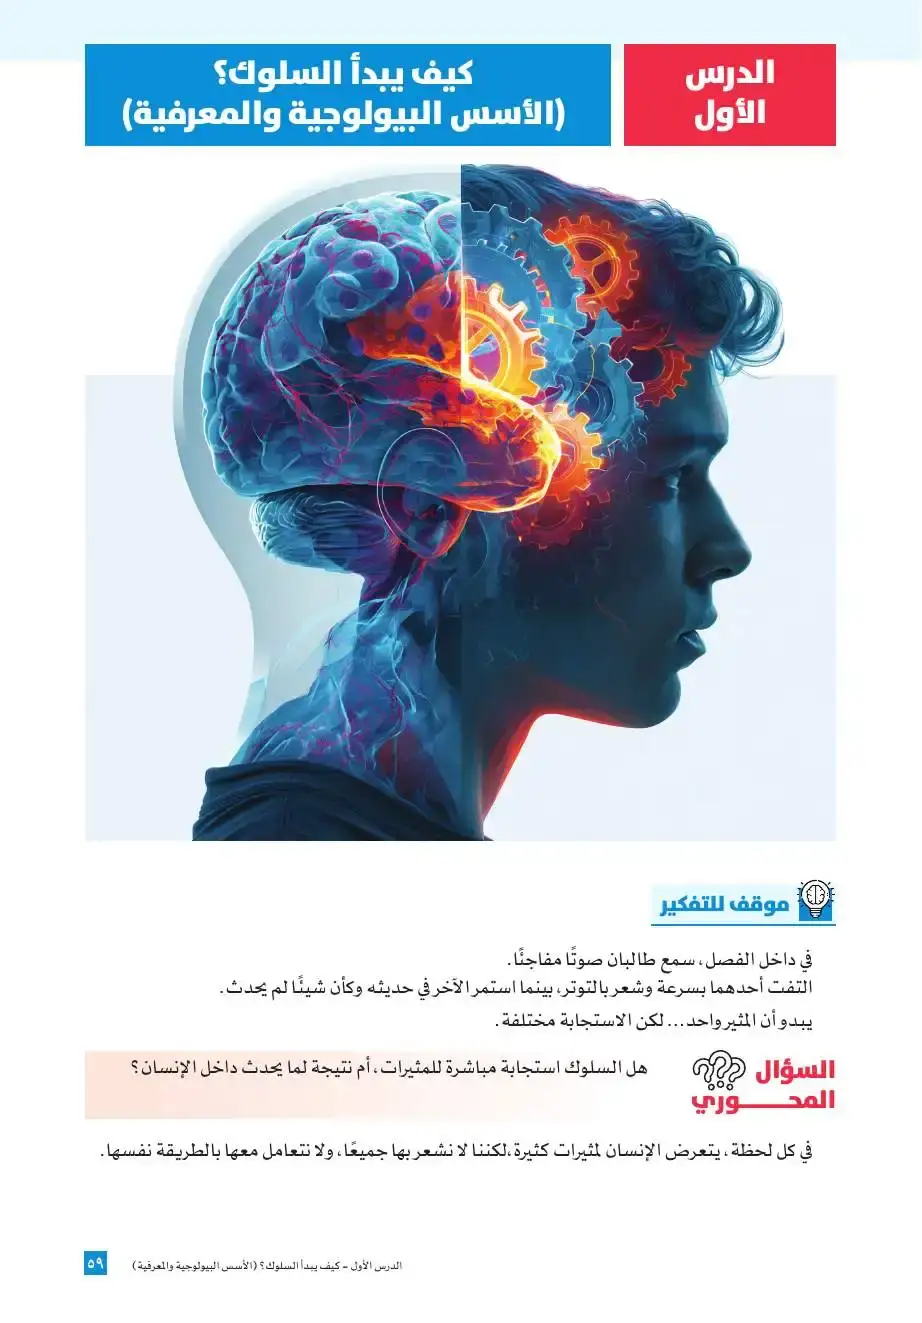 الدرس
الأول
كيف يبدأ السلوك؟
(الأسس البيولوجية والمعرفية)
موقف للتفكير
في داخل الفصل، سمع طالبان صوتًا مفاجئًا.
التفت أحدهما بسرعة وشعر بالتوتر، بينما استمر الآخر في حديثه وكأن شيئًا لم يحدث.
يبدو أن المثير واحد... لكن الاستجابة مختلفة.
السؤال
المحـــــوري
هل السلوك استجابة مباشرة للمثيرات، أم نتيجة لما يحدث داخل الإنسان؟
في كل لحظة، يتعرض الإنسان لمثيرات كثيرة،لكننا لا نشعر بها جميعًا، ولا نتعامل معها بالطريقة نفسها.
الدرس الأول - كيف يبدأ السلوك؟ (الأسس البيولوجية والمعرفية)
٥٩